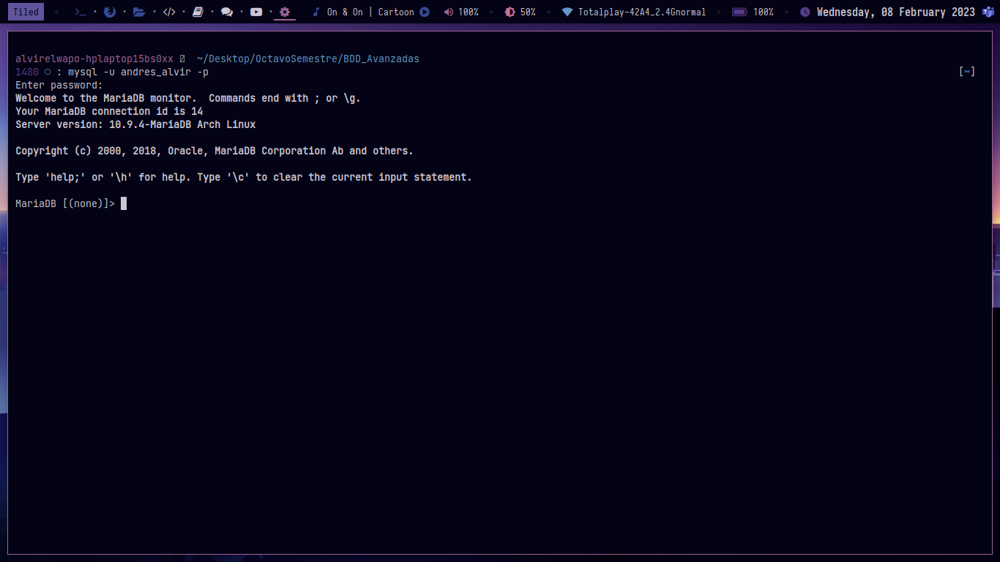 Tiled On & On | Cartoon 100% 50% Totalplay-42A4_2.4Gnormal 100% Wednesday, 08 February 2023
alvirelwapo-hplaptop15bs0xx ~/Desktop/OctavoSemestre/BDD_Avanzadas
1480 ○ : mysql -u andres_alvir -p [~]
Enter password:
Welcome to the MariaDB monitor.  Commands end with ; or \g.
Your MariaDB connection id is 14
Server version: 10.9.4-MariaDB Arch Linux
Copyright (c) 2000, 2018, Oracle, MariaDB Corporation Ab and others.
Type 'help;' or '\h' for help. Type '\c' to clear the current input statement.
MariaDB [(none)]>